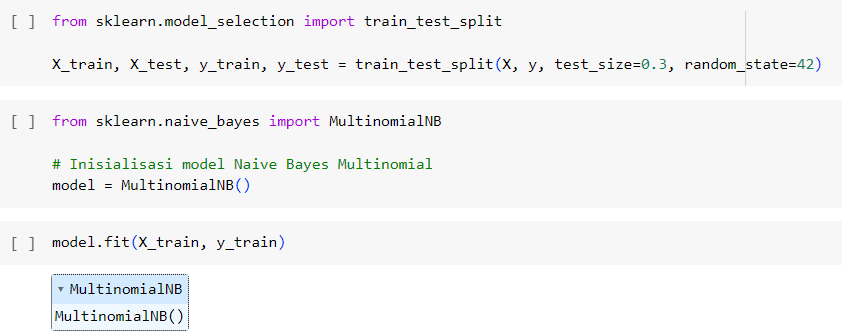 [ ] from sklearn.model_selection import train_test_split
X_train, X_test, y_train, y_test = train_test_split(X, y, test_size=0.3, random_state=42)
[ ] from sklearn.naive_bayes import MultinomialNB
# Inisialisasi model Naive Bayes Multinomial
model = MultinomialNB()
[ ] model.fit(X_train, y_train)
▾ MultinomialNB
MultinomialNB()